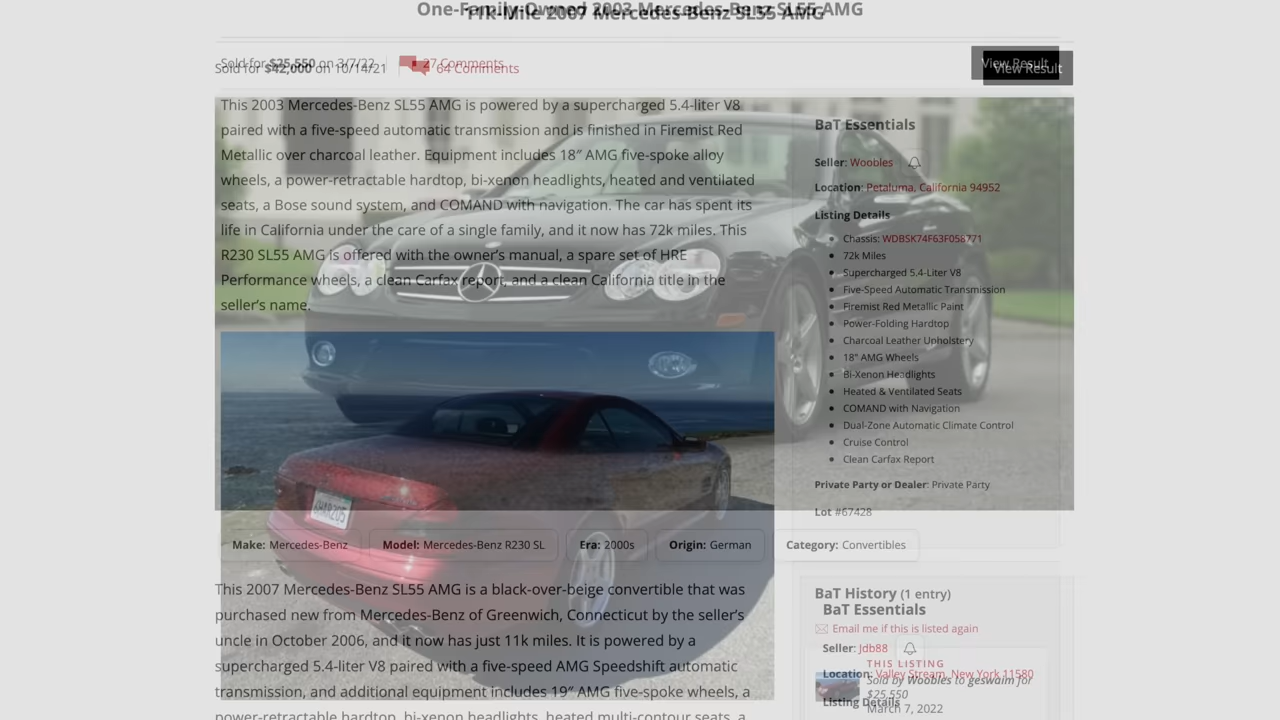 One-Family-Owned 2003 Mercedes-Benz SL55 AMG
11k-Mile 2007 Mercedes-Benz SL55 AMG
Sold for $25,550 on 3/7/22
27 Comments
View Result
Sold for $42,000 on 10/14/21
64 Comments
View Result
This 2003 Mercedes-Benz SL55 AMG is powered by a supercharged 5.4-liter V8
paired with a five-speed automatic transmission and is finished in Firemist Red
Metallic over charcoal leather. Equipment includes 18″ AMG five-spoke alloy
wheels, a power-retractable hardtop, bi-xenon headlights, heated and ventilated
seats, a Bose sound system, and COMAND with navigation. The car has spent its
life in California under the care of a single family, and it now has 72k miles. This
R230 SL55 AMG is offered with the owner’s manual, a spare set of HRE
Performance wheels, a clean Carfax report, and a clean California title in the
seller’s name.
BaT Essentials
Seller: Woobles
Location: Petaluma, California 94952
Listing Details
Chassis: WDBSK74F63F058771
72k Miles
Supercharged 5.4-Liter V8
Five-Speed Automatic Transmission
Firemist Red Metallic Paint
Power-Folding Hardtop
Charcoal Leather Upholstery
18" AMG Wheels
Bi-Xenon Headlights
Heated & Ventilated Seats
COMAND with Navigation
Dual-Zone Automatic Climate Control
Cruise Control
Clean Carfax Report
Private Party or Dealer: Private Party
Lot #67428
Make: Mercedes-Benz
Model: Mercedes-Benz R230 SL
Era: 2000s
Origin: German
Category: Convertibles
This 2007 Mercedes-Benz SL55 AMG is a black-over-beige convertible that was
purchased new from Mercedes-Benz of Greenwich, Connecticut by the seller’s
uncle in October 2006, and it now has just 11k miles. It is powered by a
supercharged 5.4-liter V8 paired with a five-speed AMG Speedshift automatic
transmission, and additional equipment includes 19″ AMG five-spoke wheels, a
power-retractable hardtop, bi-xenon headlights, heated multi-contour seats, a
BaT History (1 entry)
BaT Essentials
Email me if this is listed again
Seller: Jdb88
THIS LISTING
Location: Valley Stream, New York 11580
Sold by Woobles to geswaim for
$25,550
Listing Details
March 7, 2022